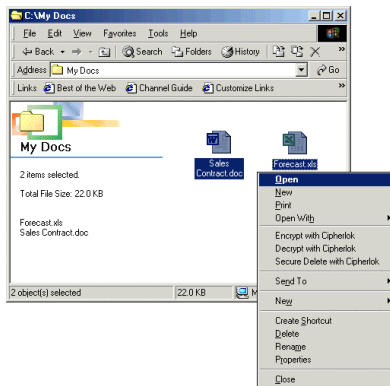 C:\My Docs
File Edit View Favorites Tools Help
Back Search Folders History »
Address My Docs Go
Links Best of the Web Channel Guide Customize Links »
My Docs
2 items selected.
Total File Size: 22.0 KB
Forecast.xls
Sales Contract.doc
Sales
Contract.doc
Forecast.xls
Open
New
Print
Open With
Encrypt with Cipherlok
Decrypt with Cipherlok
Secure Delete with Cipherlok
Send To
New
Create Shortcut
Delete
Rename
Properties
Close
2 object(s) selected 22.0 KB M